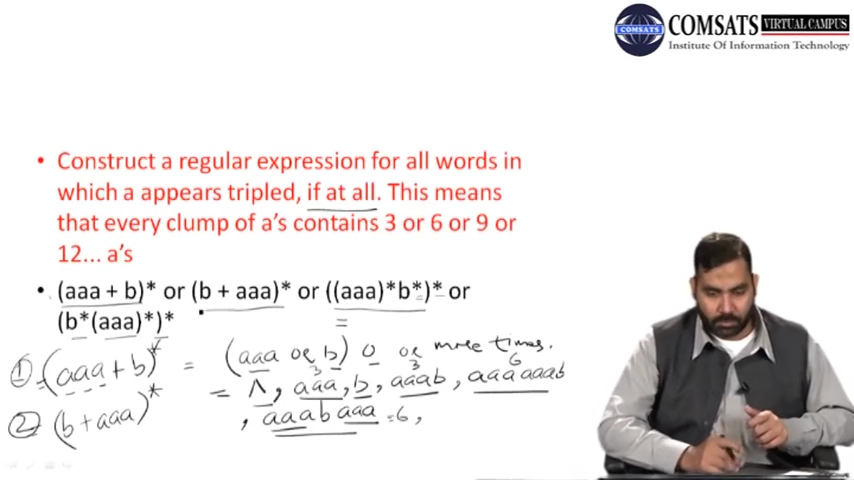 COMSATS VIRTUAL CAMPUS
COMSATS
Institute Of Information Technology
• Construct a regular expression for all words in
which a appears tripled, if at all. This means
that every clump of a's contains 3 or 6 or 9 or
12... a's
• (aaa + b)* or (b + aaa)* or ((aaa)*b*)* or
(b*(aaa)*)*
① (aaa + b)* = (aaa or b) 0 or more times.
3 3 6
= Λ, aaa, b, aaab, aaaaaab
② (b+aaa)* , aaabaaa =6,